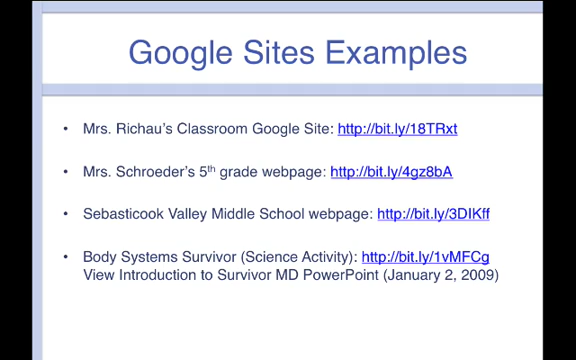 Google Sites Examples
• Mrs. Richau's Classroom Google Site: http://bit.ly/18TRxt
• Mrs. Schroeder's 5th grade webpage: http://bit.ly/4gz8bA
• Sebasticook Valley Middle School webpage: http://bit.ly/3DIKff
• Body Systems Survivor (Science Activity): http://bit.ly/1vMFCg
View Introduction to Survivor MD PowerPoint (January 2, 2009)